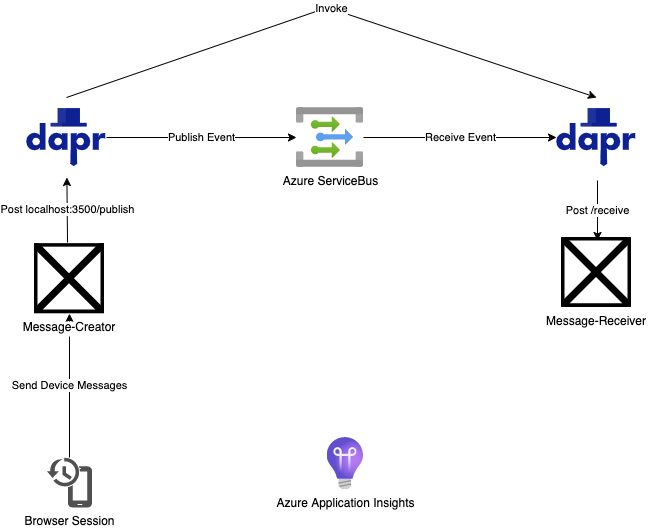 Invoke
dapr
Publish Event
Receive Event
dapr
Azure ServiceBus
Post localhost:3500/publish
Post /receive
Message-Creator
Message-Receiver
Send Device Messages
Azure Application Insights
Browser Session